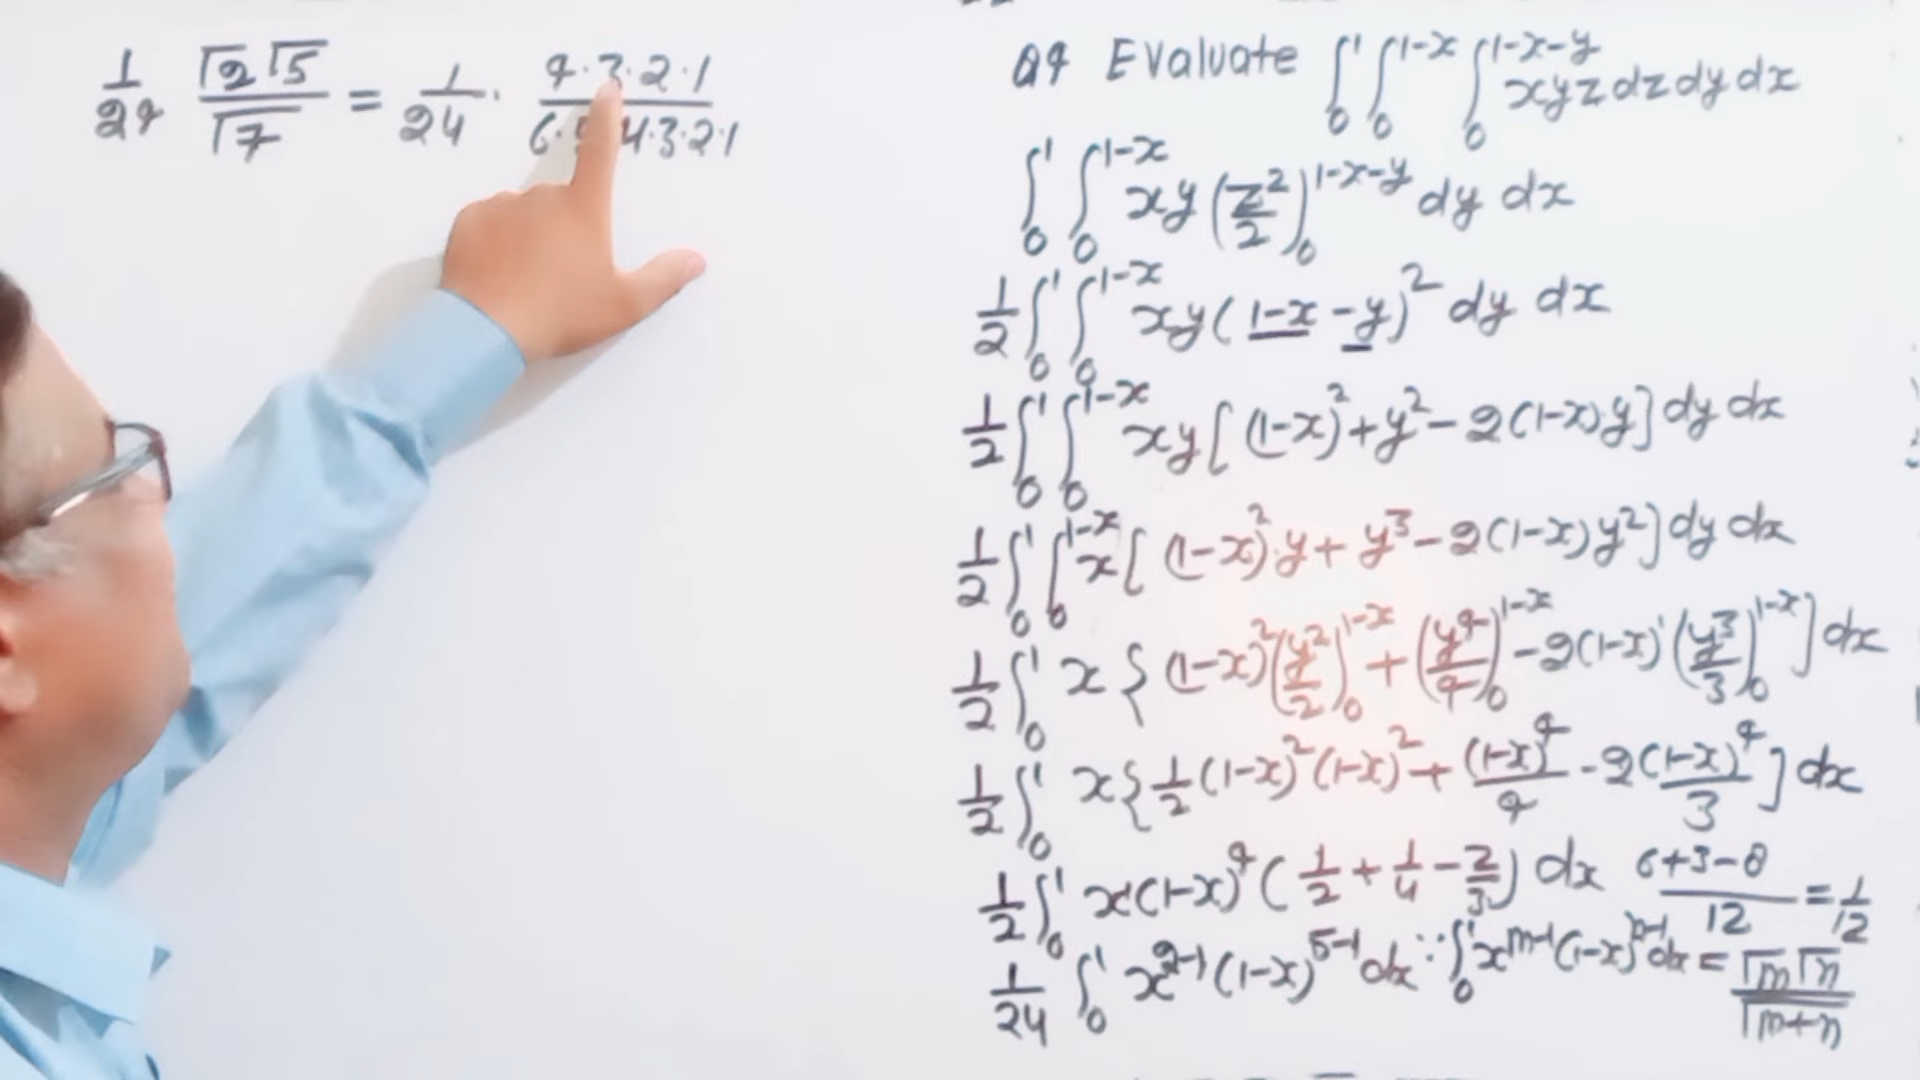 1/24 · Γ2 Γ5 / Γ7 = 1/24 · 4·3·2·1 / 6·5·4·3·2·1
Q4 Evaluate ∫₀¹ ∫₀^{1-x} ∫₀^{1-x-y} xyz dz dy dx
∫₀¹ ∫₀^{1-x} xy (z²/2)₀^{1-x-y} dy dx
1/2 ∫₀¹ ∫₀^{1-x} xy (1-x-y)² dy dx
1/2 ∫₀¹ ∫₀^{1-x} xy [(1-x)² + y² - 2(1-x)y] dy dx
1/2 ∫₀¹ ∫₀^{1-x} x [(1-x)²·y + y³ - 2(1-x)y²] dy dx
1/2 ∫₀¹ x {(1-x)² (y²/2)₀^{1-x} + (y⁴/4)₀^{1-x} - 2(1-x)¹ (y³/3)₀^{1-x}] dx
1/2 ∫₀¹ x {1/2 (1-x)² (1-x)² + (1-x)⁴/4 - 2(1-x)⁴/3] dx
1/2 ∫₀¹ x¹(1-x)⁴ (1/2 + 1/4 - 2/3) dx 6+3-8/12 = 1/12
1/24 ∫₀¹ x^{2-1} (1-x)^{5-1} dx ∵ ∫₀¹ x^{m-1} (1-x)^{n-1} dx = Γm Γn / Γm+n